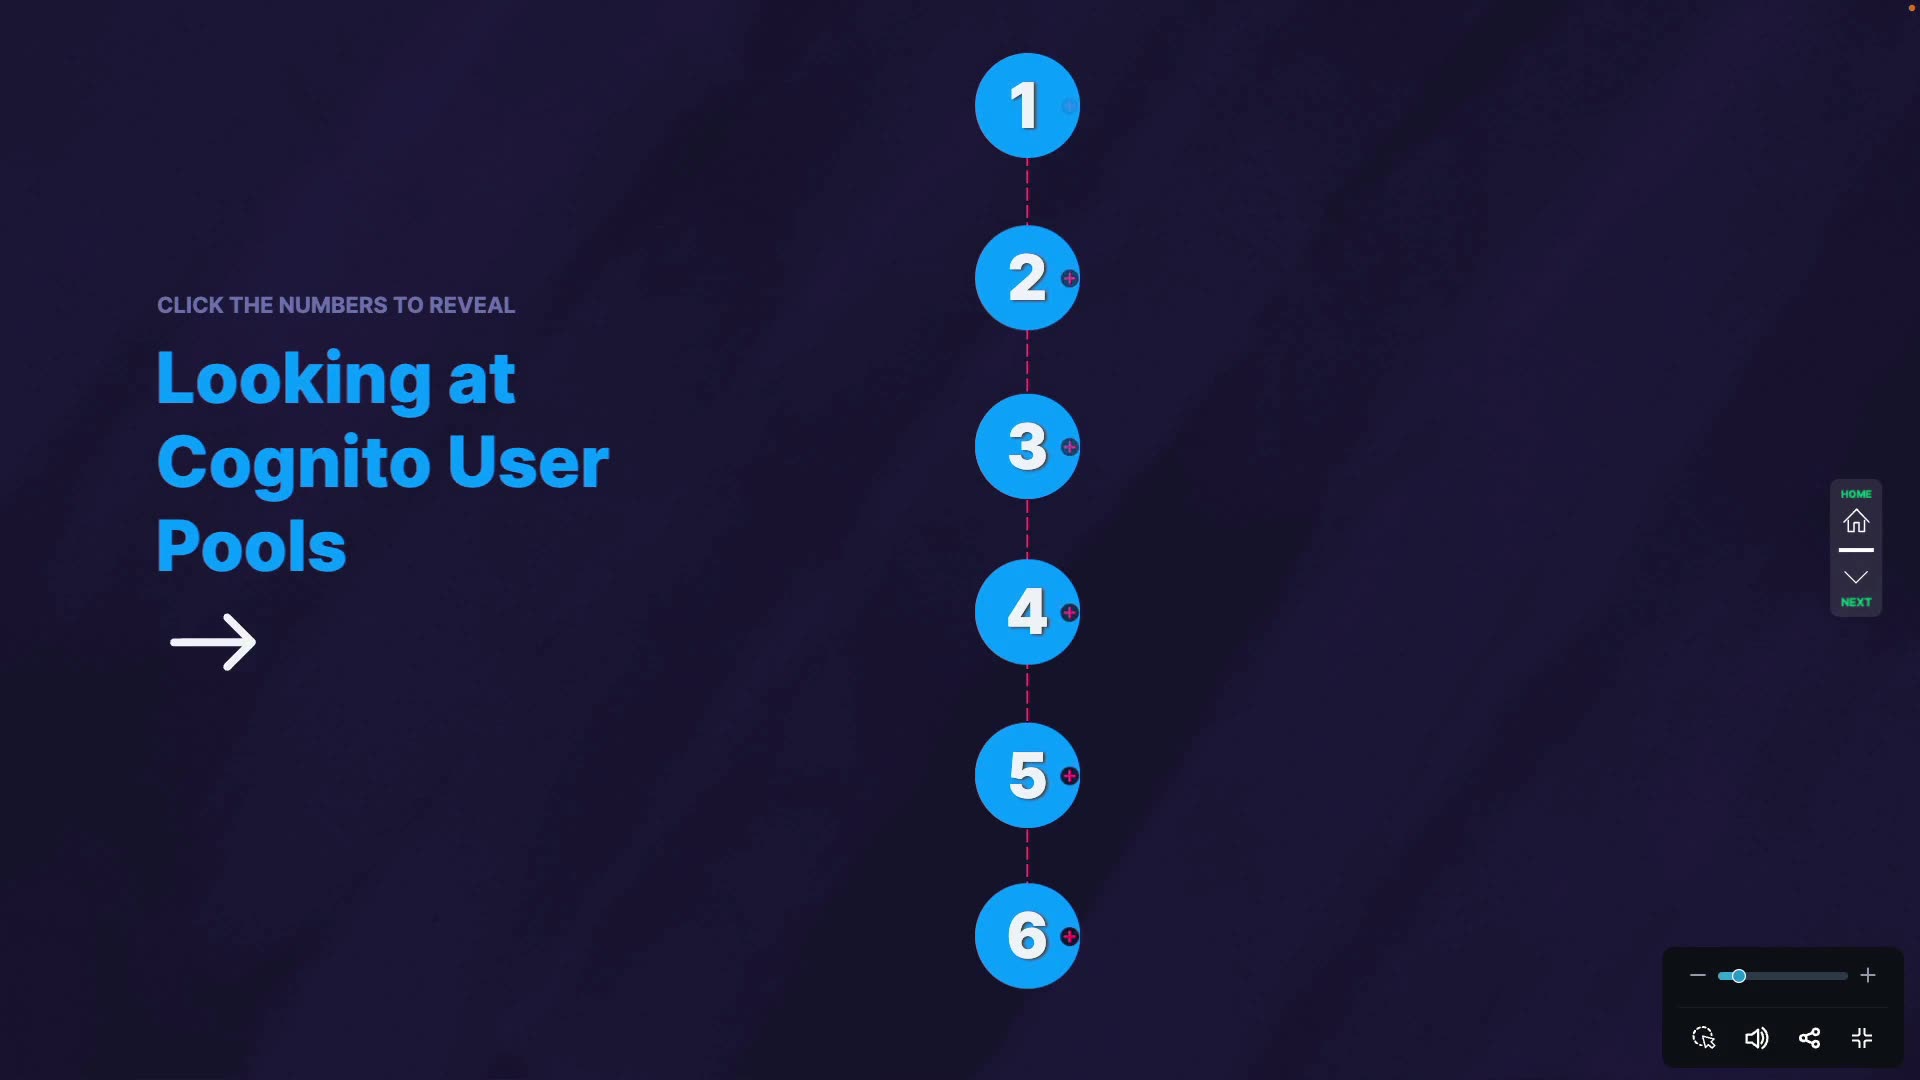 CLICK THE NUMBERS TO REVEAL
Looking at
Cognito User
Pools
1
2
3
4
5
6
HOME
NEXT